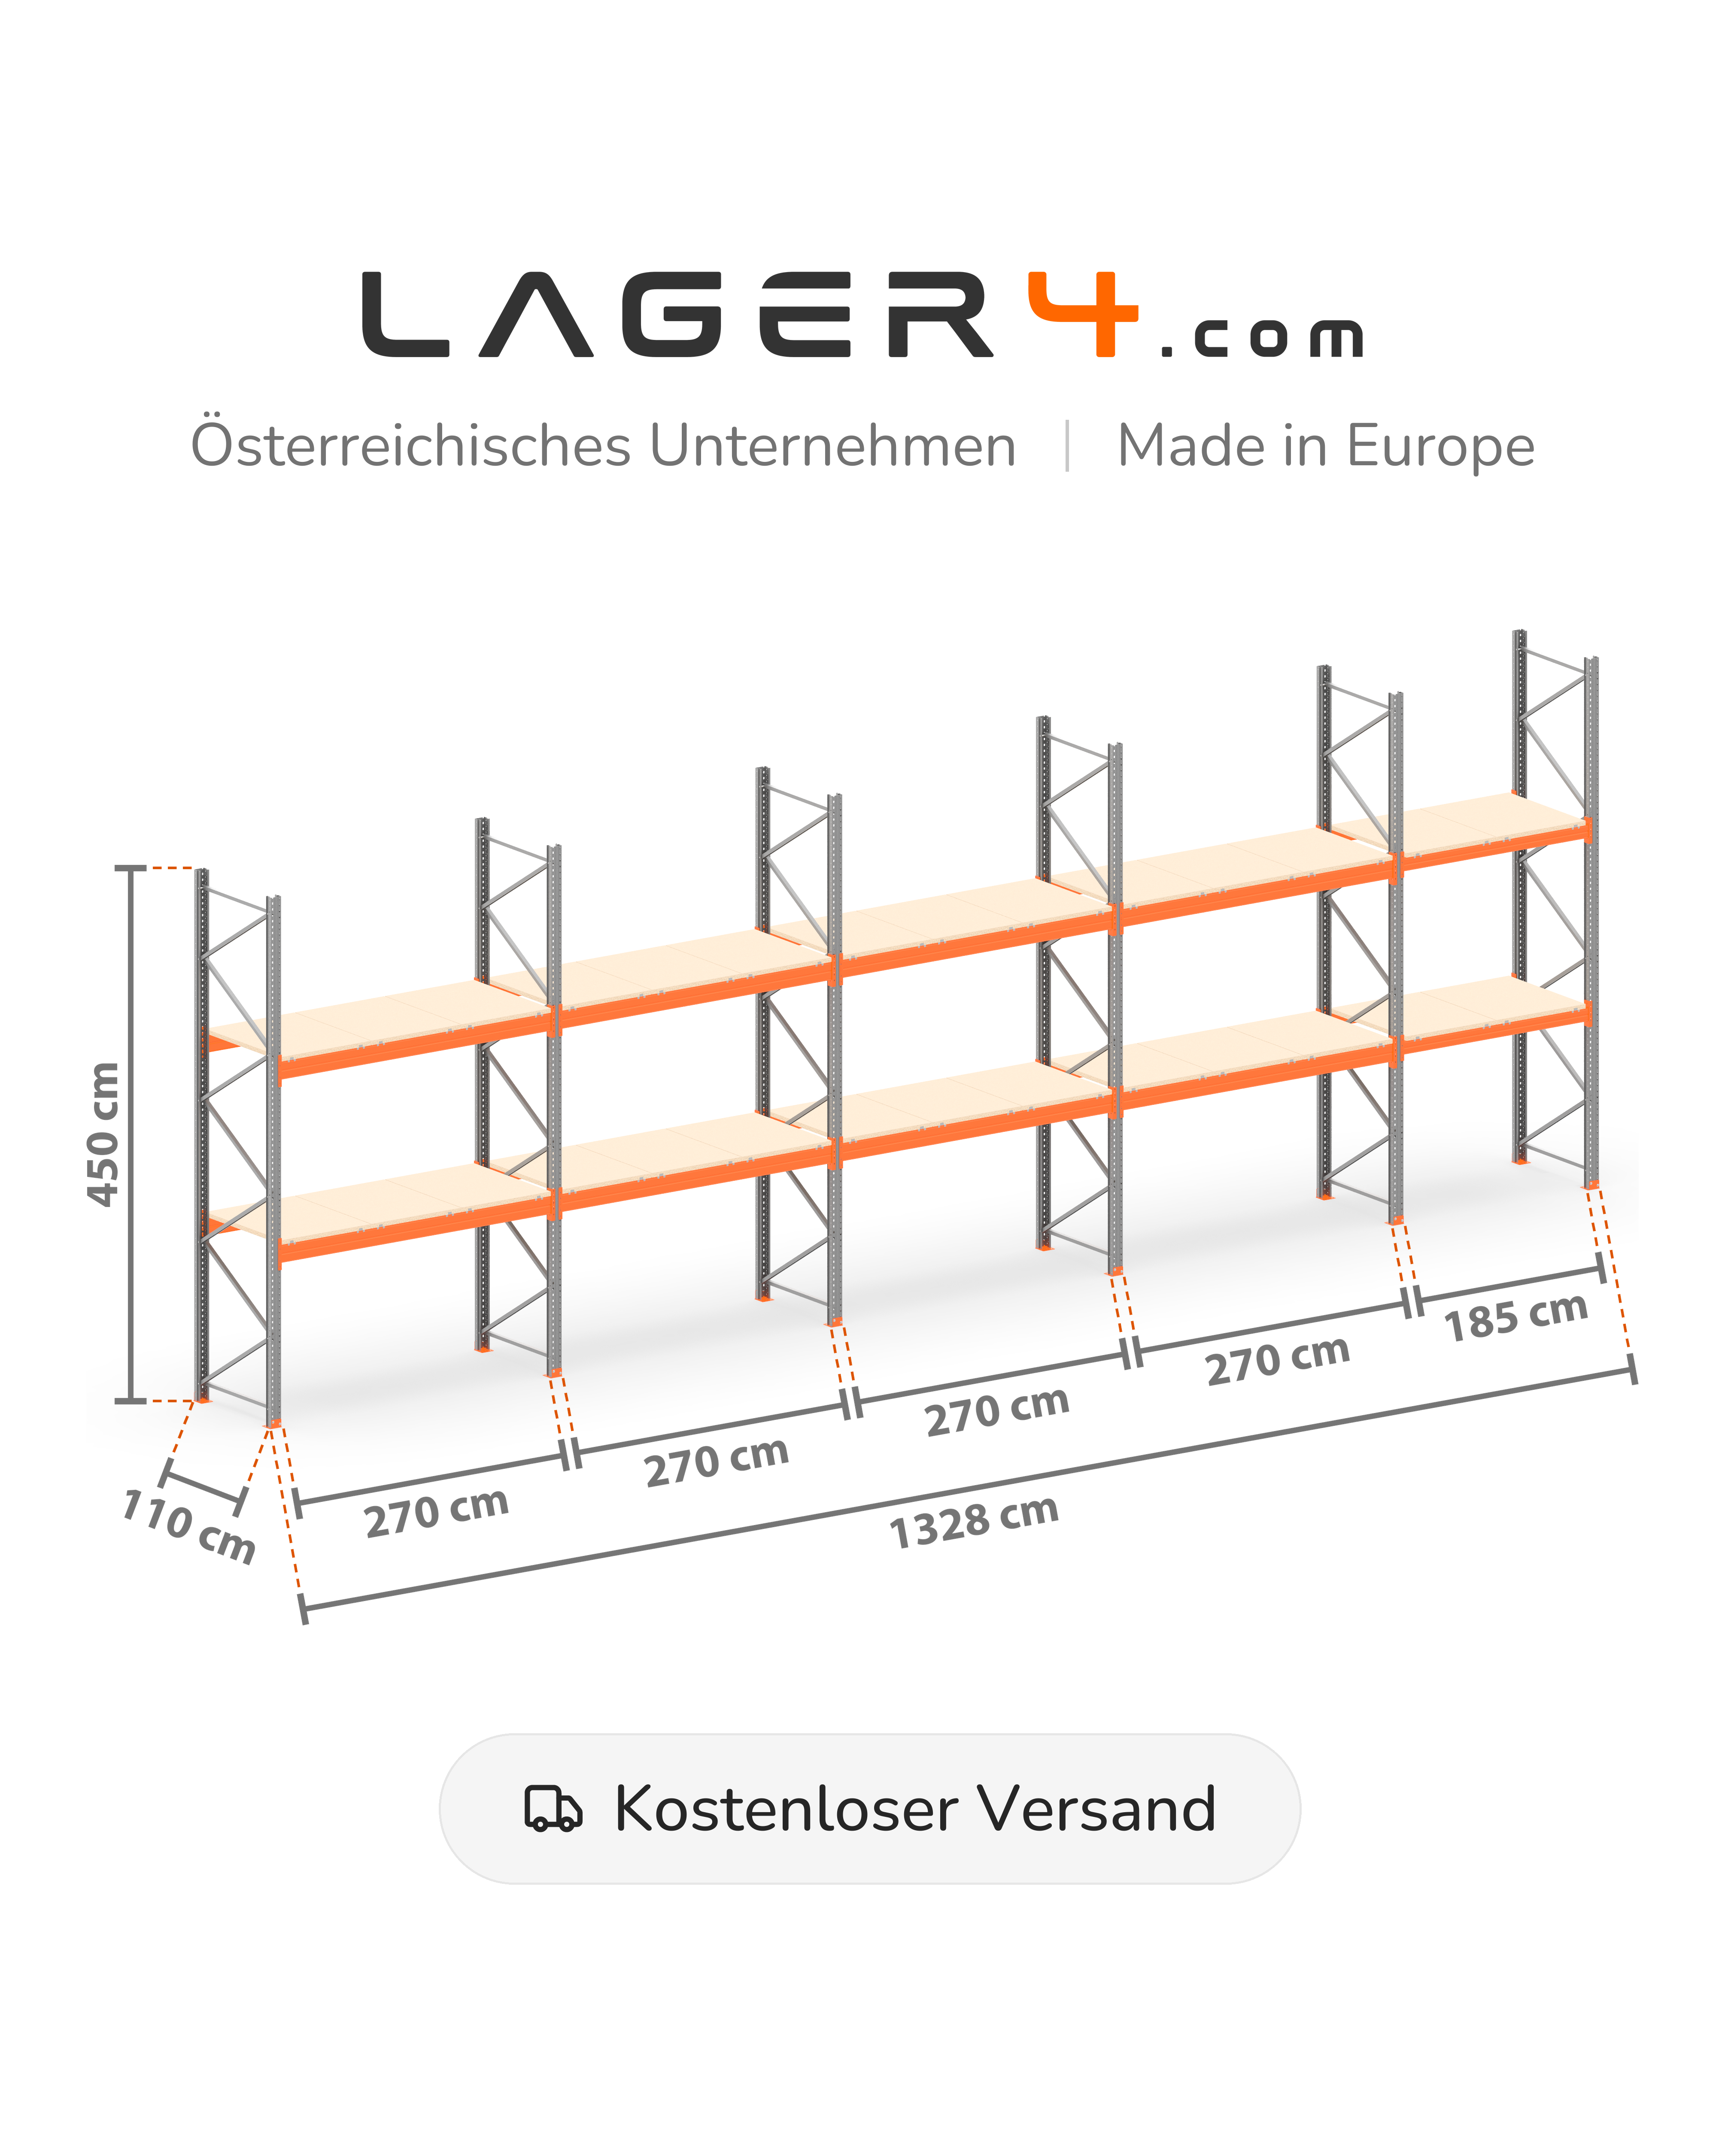 LAGER4.com
Österreichisches Unternehmen | Made in Europe
450 cm
110 cm
270 cm
270 cm
270 cm
270 cm
185 cm
1328 cm
Kostenloser Versand